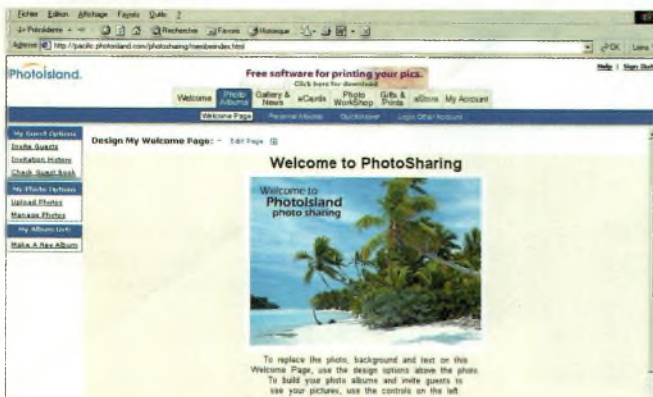 Fichier Edition Affichage Favoris Outils ?
Précédente Rechercher Favoris Historique
Adresse http://pacific.photoisland.com/photosharing/memberindex.html OK Liens
PhotoIsland.
Free software for printing your pics.
Click here for download
Help | Sign Out
Welcome Photo Albums Gallery & News eCards Photo WorkShop Gifts & Prints eStore My Account
Welcome Page Personal Albums QuickViewer Login Other Account
My Guest Options
Invite Guests
Invitation History
Check Guest Book
My Photo Options
Upload Photos
Manage Photos
My Album List:
Make A New Album
Design My Welcome Page: - Edit Page
Welcome to PhotoSharing
Welcome to
PhotoIsland
photo sharing
To replace the photo, background and text on this
Welcome Page, use the design options above the photo.
To build your photo albums and invite guests to
see your pictures, use the controls on the left